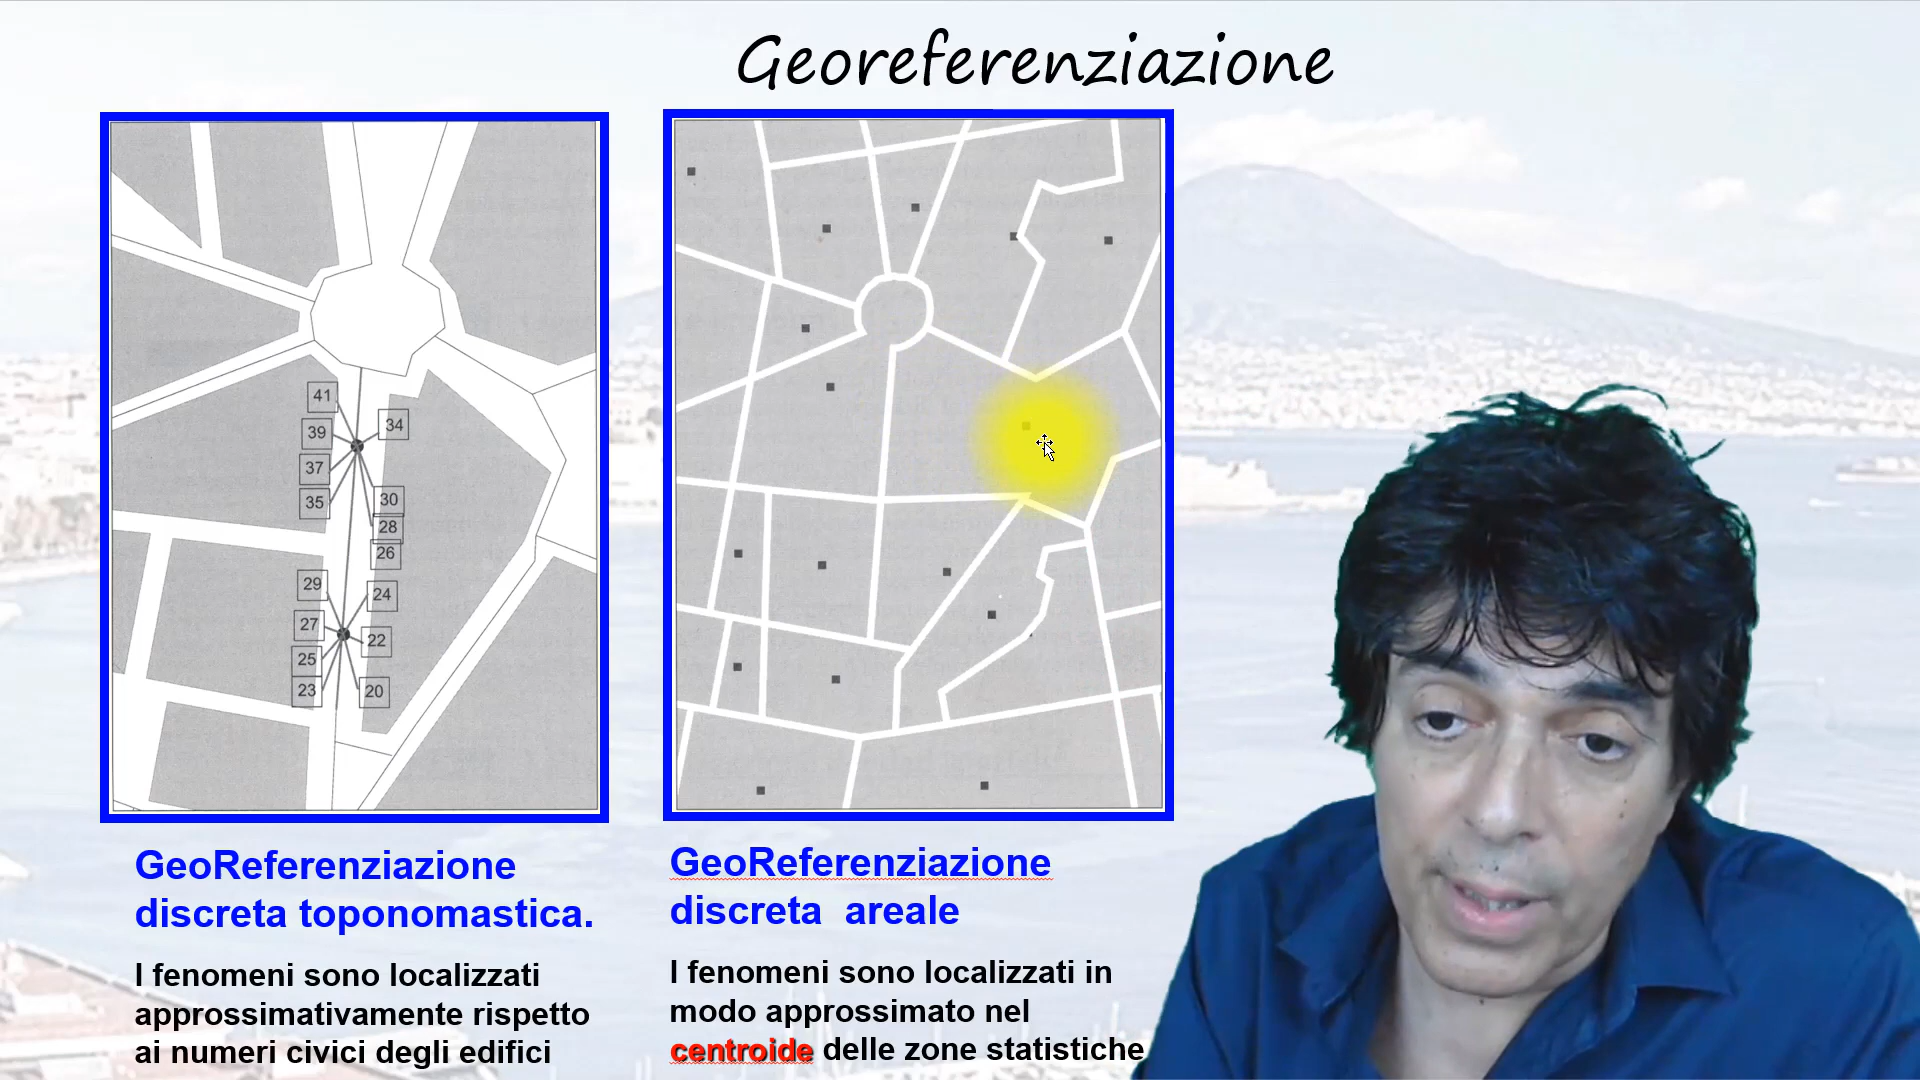 Georeferenziazione
41
34
39
37
35
30
28
26
29
24
27
22
25
23
20
GeoReferenziazione
discreta toponomastica.
I fenomeni sono localizzati
approssimativamente rispetto
ai numeri civici degli edifici
GeoReferenziazione
discreta areale
I fenomeni sono localizzati in
modo approssimato nel
centroide delle zone statistiche